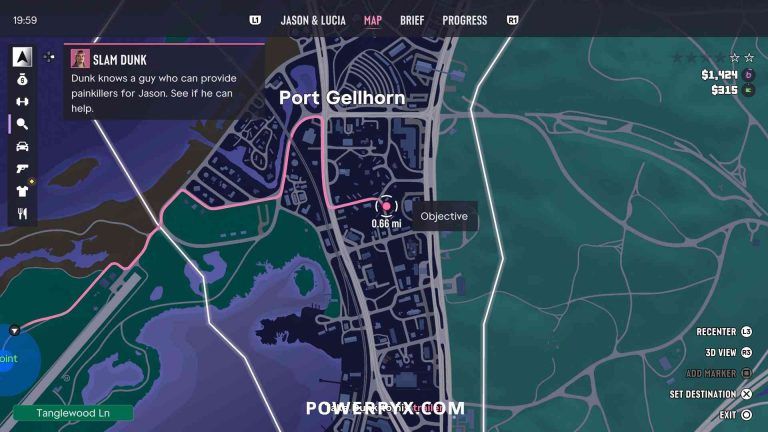 19:59
L1 JASON & LUCIA MAP BRIEF PROGRESS R1
SLAM DUNK
Dunk knows a guy who can provide
painkillers for Jason. See if he can
help.
$1,424
$315
Port Gellhorn
Objective
0.66 mi
oint
RECENTER L3
3D VIEW R3
ADD MARKER
SET DESTINATION
EXIT
Tanglewood Ln
POWERPYX.COM